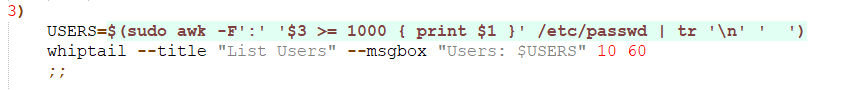 3)
USERS=$(sudo awk -F':' '$3 >= 1000 { print $1 }' /etc/passwd | tr '\n' '  ')
whiptail --title "List Users" --msgbox "Users: $USERS" 10 60
;;